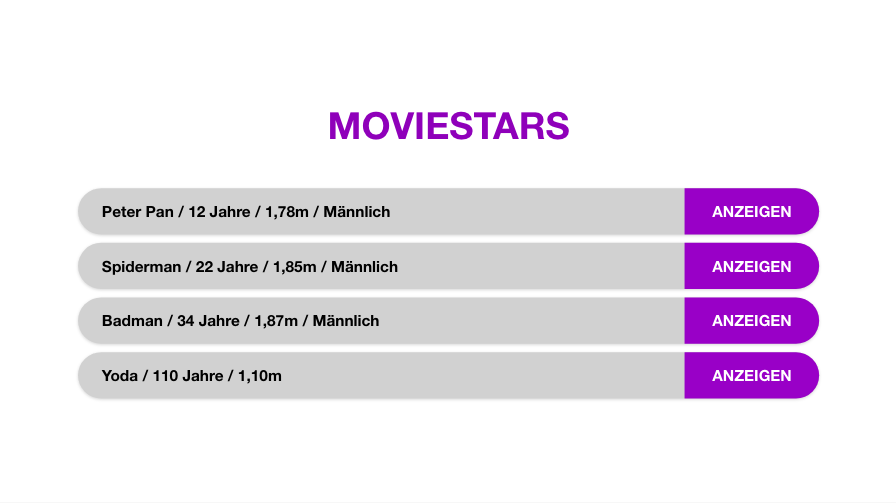 MOVIESTARS
Peter Pan / 12 Jahre / 1,78m / Männlich ANZEIGEN
Spiderman / 22 Jahre / 1,85m / Männlich ANZEIGEN
Badman / 34 Jahre / 1,87m / Männlich ANZEIGEN
Yoda / 110 Jahre / 1,10m ANZEIGEN